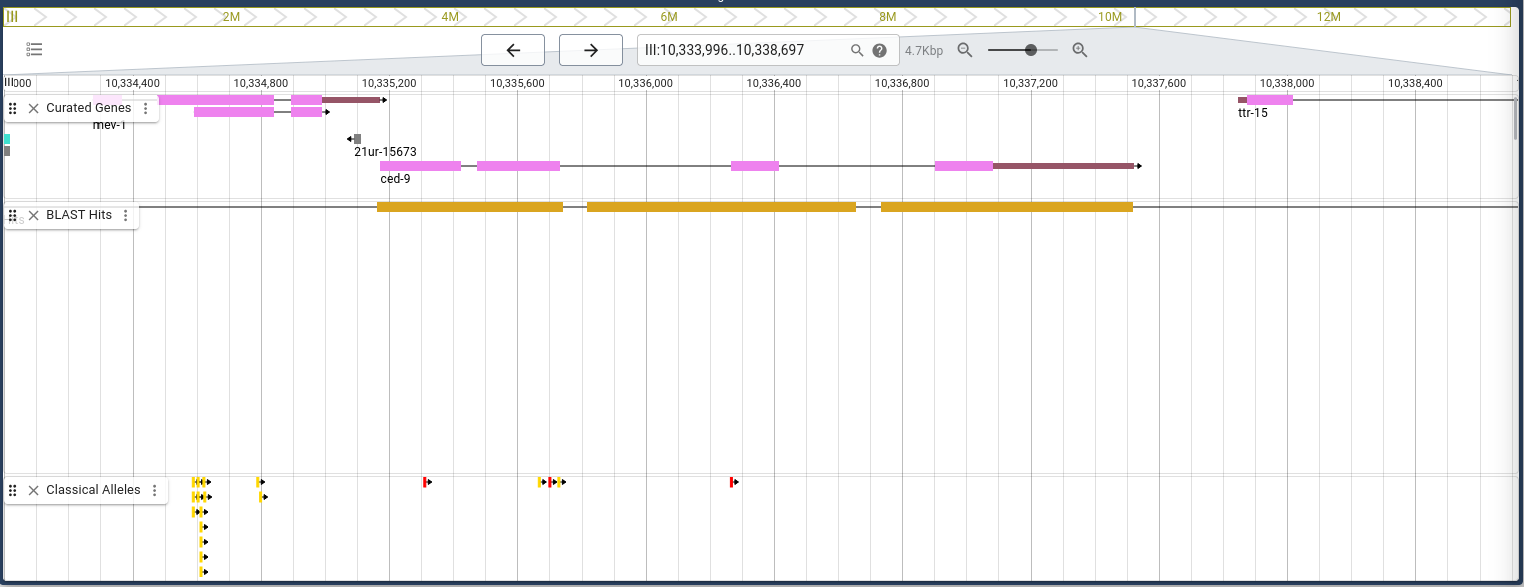 III 2M 4M 6M 8M 10M 12M
III:10,333,996..10,338,697 4.7Kbp
III 000 10,334,400 10,334,800 10,335,200 10,335,600 10,336,000 10,336,400 10,336,800 10,337,200 10,337,600 10,338,000 10,338,400
Curated Genes
mev-1
ttr-15
21ur-15673
ced-9
BLAST Hits
Classical Alleles